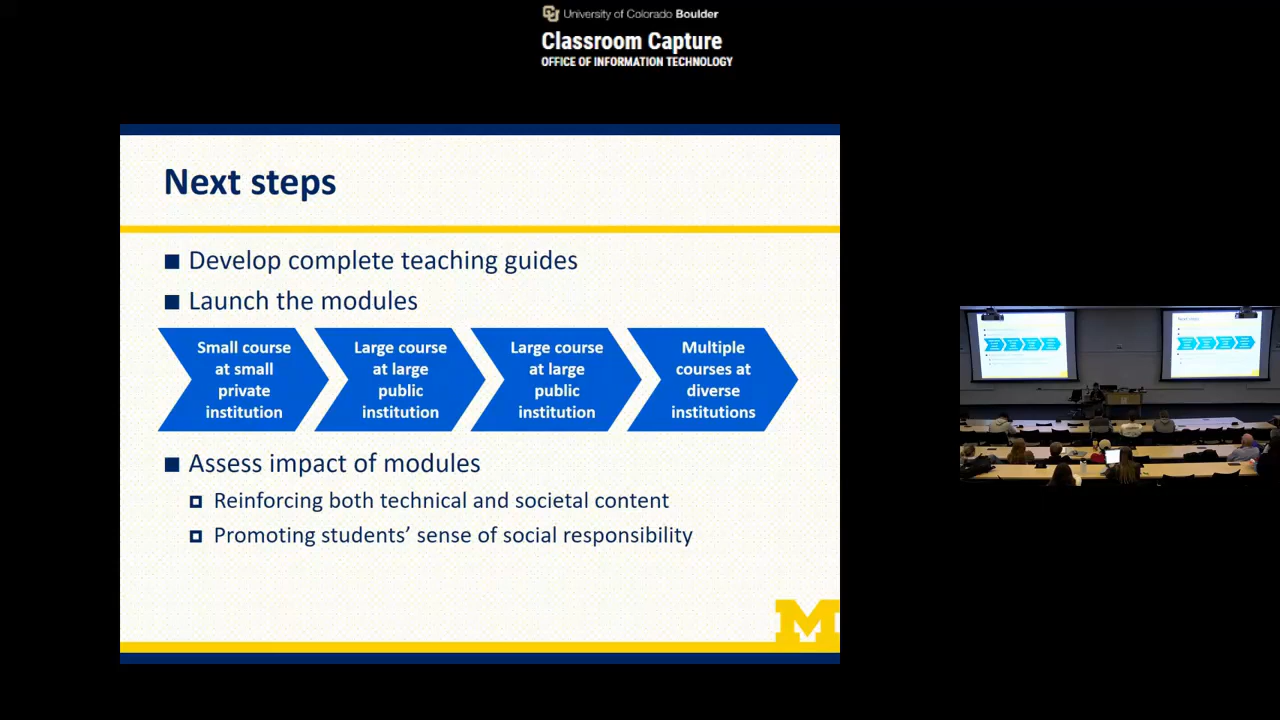 University of Colorado Boulder
Classroom Capture
OFFICE OF INFORMATION TECHNOLOGY
Next steps
Develop complete teaching guides
Launch the modules
Small course
at small
private
institution
Large course
at large
public
institution
Large course
at large
public
institution
Multiple
courses at
diverse
institutions
Assess impact of modules
Reinforcing both technical and societal content
Promoting students’ sense of social responsibility
M
Next steps